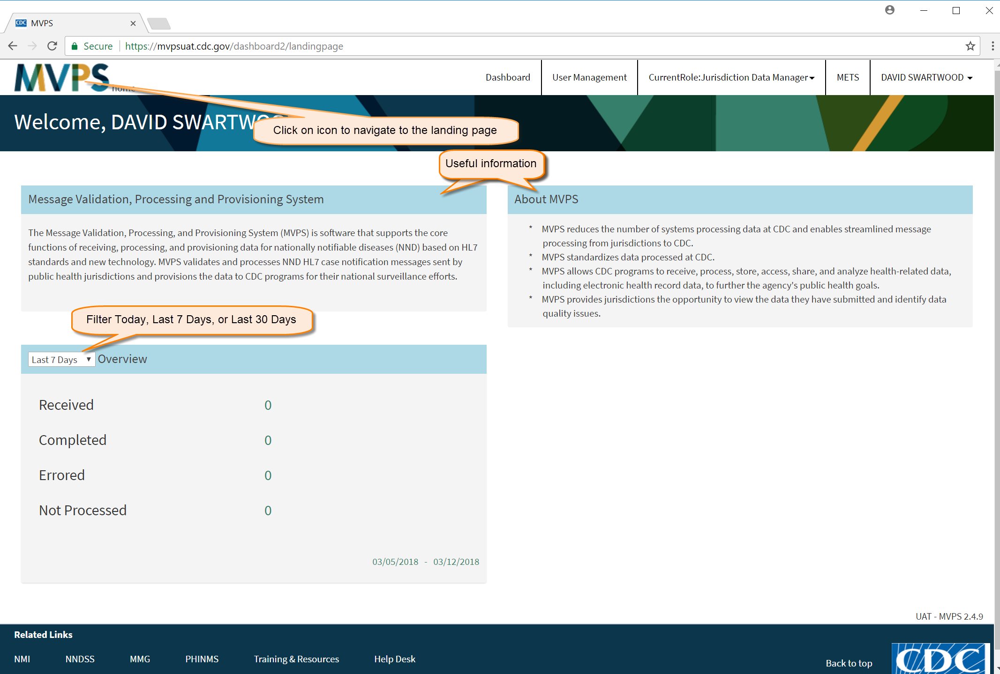 CDC MVPS
Secure https://mvpsuat.cdc.gov/dashboard2/landingpage
MVPS
Dashboard User Management CurrentRole:Jurisdiction Data Manager METS DAVID SWARTWOOD
home
Welcome, DAVID
Click on icon to navigate to the landing page
Useful information
Message Validation, Processing and Provisioning System
The Message Validation, Processing, and Provisioning System (MVPS) is software that supports the core
functions of receiving, processing, and provisioning data for nationally notifiable diseases (NND) based on HL7
standards and new technology. MVPS validates and processes NND HL7 case notification messages sent by
public health jurisdictions and provisions the data to CDC programs for their national surveillance efforts.
About MVPS
* MVPS reduces the number of systems processing data at CDC and enables streamlined message
processing from jurisdictions to CDC.
* MVPS standardizes data processed at CDC.
* MVPS allows CDC programs to receive, process, store, access, share, and analyze health-related data,
including electronic health record data, to further the agency's public health goals.
* MVPS provides jurisdictions the opportunity to view the data they have submitted and identify data
quality issues.
Filter Today, Last 7 Days, or Last 30 Days
Last 7 Days Overview
Received 0
Completed 0
Errored 0
Not Processed 0
03/05/2018 - 03/12/2018
UAT - MVPS 2.4.9
Related Links
NMI NNDSS MMG PHINMS Training & Resources Help Desk
Back to top
CDC